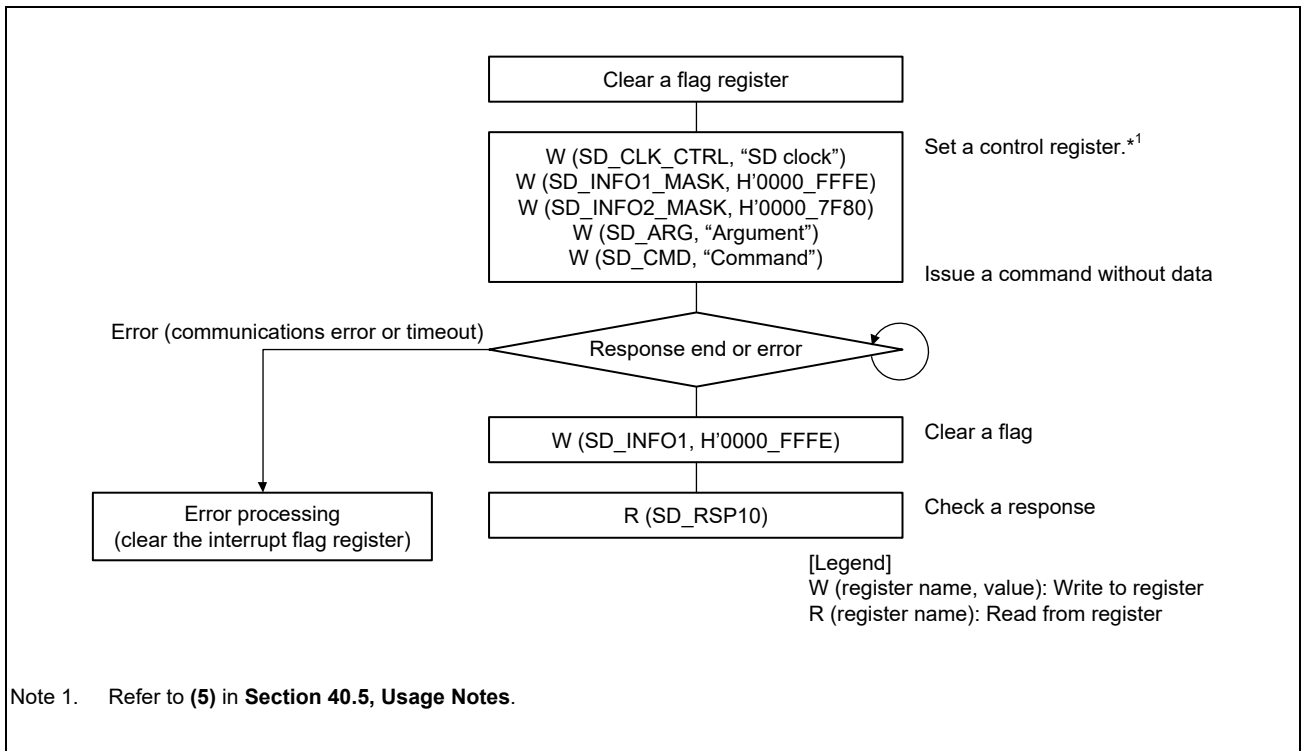 Clear a flag register
W (SD_CLK_CTRL, “SD clock”)
W (SD_INFO1_MASK, H’0000_FFFE)
W (SD_INFO2_MASK, H’0000_7F80)
W (SD_ARG, “Argument”)
W (SD_CMD, “Command”)
Set a control register.*1
Issue a command without data
Error (communications error or timeout)
Response end or error
W (SD_INFO1, H’0000_FFFE)
Clear a flag
Error processing
(clear the interrupt flag register)
R (SD_RSP10)
Check a response
[Legend]
W (register name, value): Write to register
R (register name): Read from register
Note 1. Refer to (5) in Section 40.5, Usage Notes.